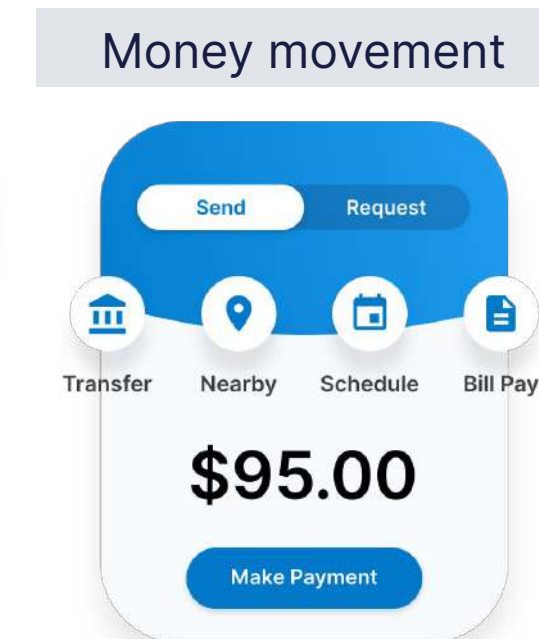 Money movement
Send Request
Transfer Nearby Schedule Bill Pay
$95.00
Make Payment